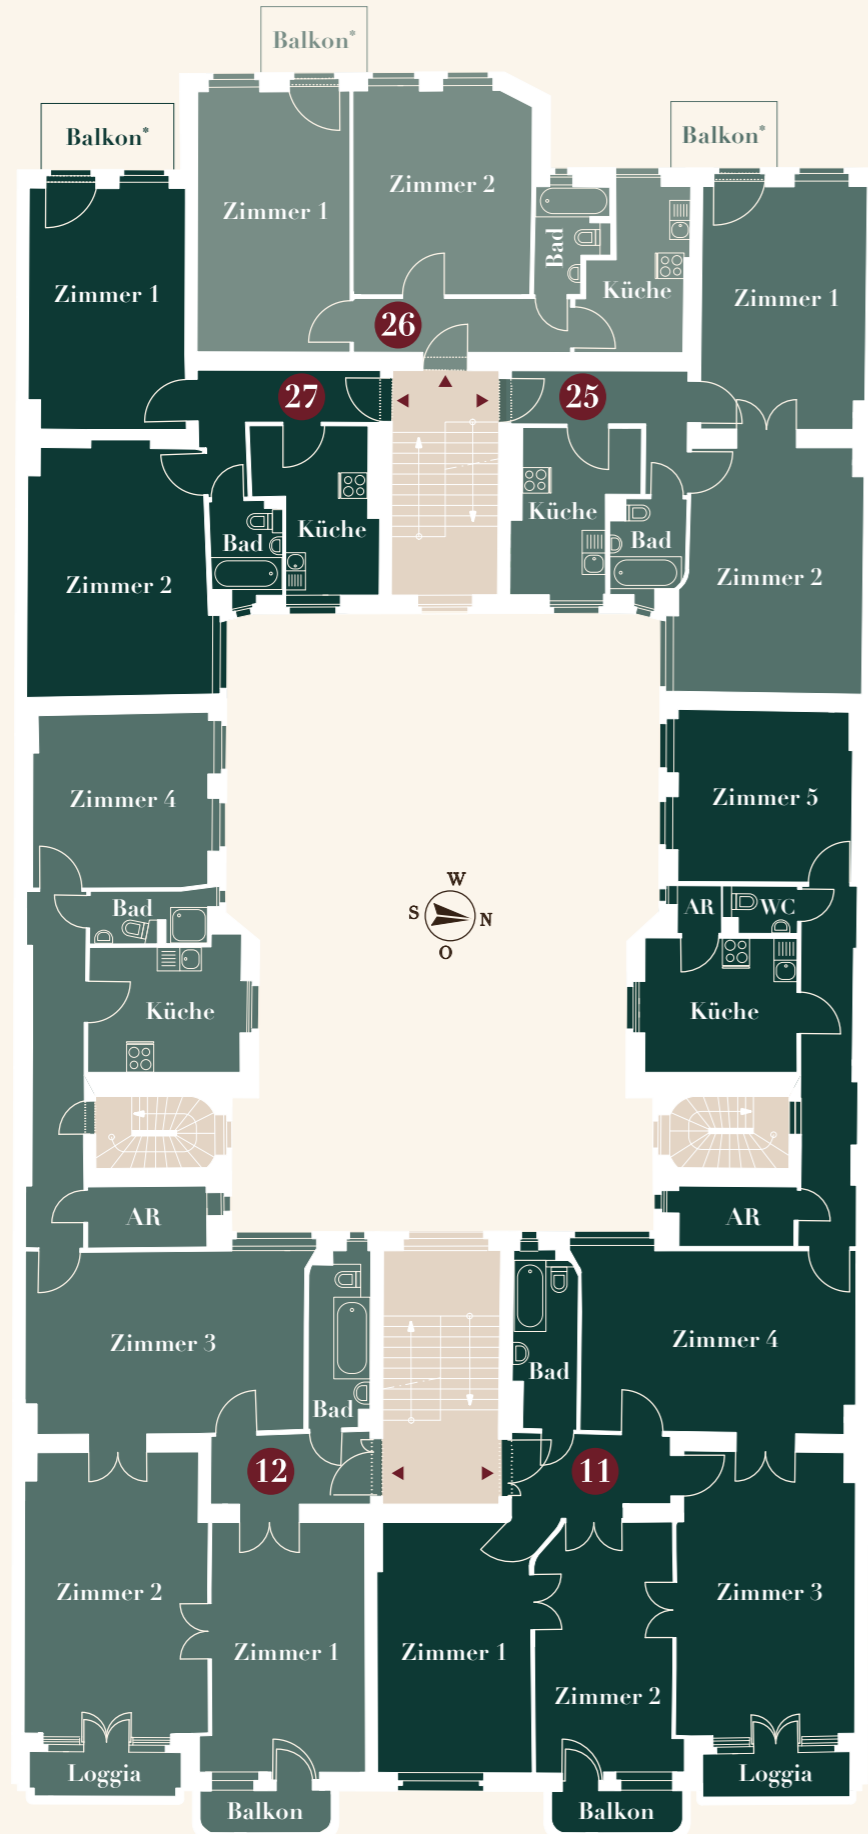 Balkon*
Balkon*
Balkon*
Zimmer 1
Zimmer 2
Bad
Küche
Zimmer 1
Zimmer 1
26
27
25
Küche
Bad
Küche
Bad
Zimmer 2
Zimmer 2
Zimmer 4
Zimmer 5
W
S
N
O
Bad
AR
WC
Küche
Küche
AR
AR
Zimmer 3
Zimmer 4
Bad
Bad
12
11
Zimmer 2
Zimmer 3
Zimmer 1
Zimmer 1
Zimmer 2
Loggia
Loggia
Balkon
Balkon